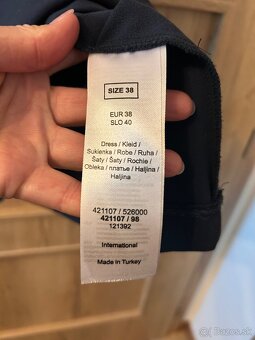 SIZE 38
EUR 38
SLO 40
Dress / Kleid /
Sukienka / Robe / Ruha /
Šaty / Šaty / Rochie /
Obleka / платье / Haljina /
Haljina
421107 / 526000
421107 / 98
121392
International
Made in Turkey
Bazos.sk